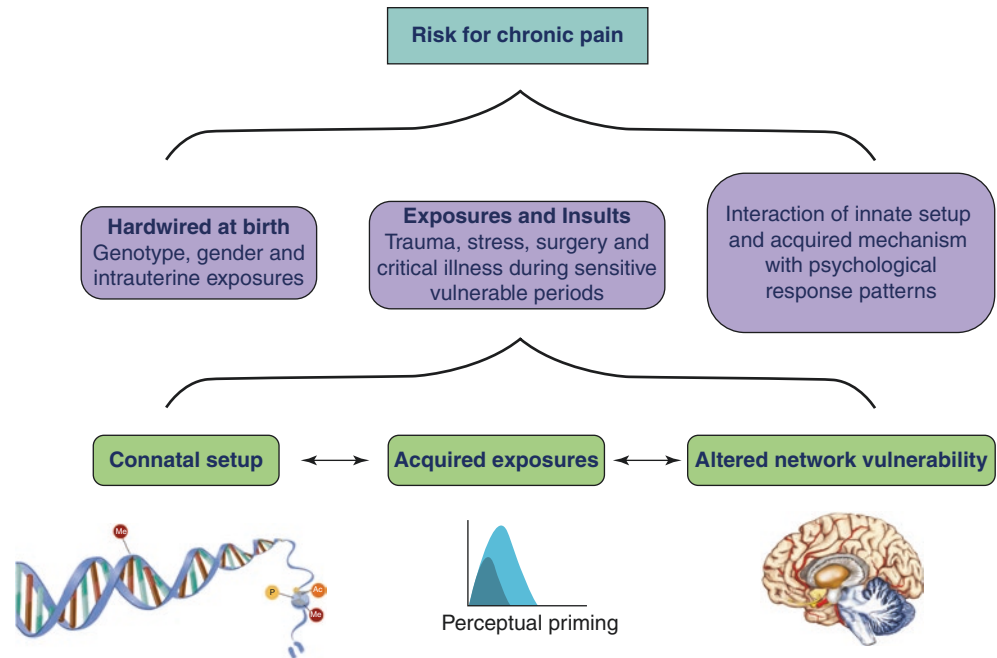 Risk for chronic pain
Hardwired at birth
Genotype, gender and
intrauterine exposures
Exposures and Insults
Trauma, stress, surgery and
critical illness during sensitive
vulnerable periods
Interaction of innate setup
and acquired mechanism
with psychological
response patterns
Connatal setup
Acquired exposures
Altered network vulnerability
Me
P
Ac
Me
Perceptual priming